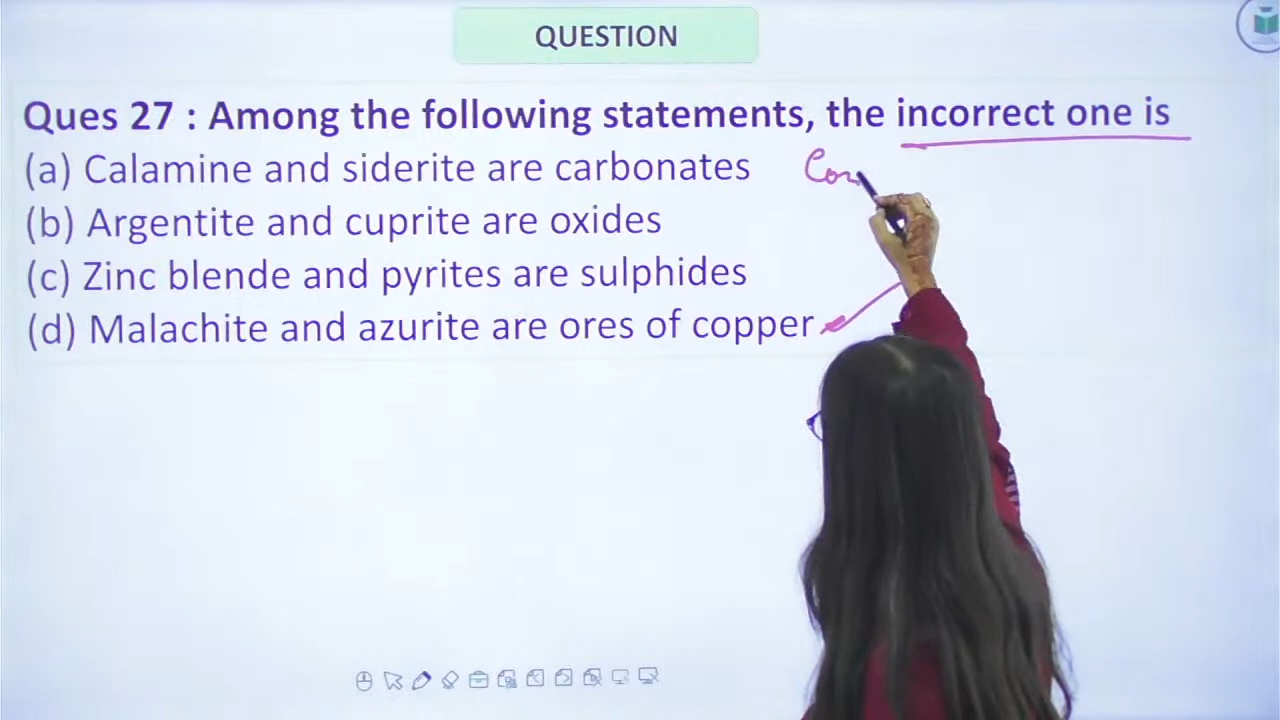 QUESTION
Ques 27 : Among the following statements, the incorrect one is
(a) Calamine and siderite are carbonates
(b) Argentite and cuprite are oxides
(c) Zinc blende and pyrites are sulphides
(d) Malachite and azurite are ores of copper